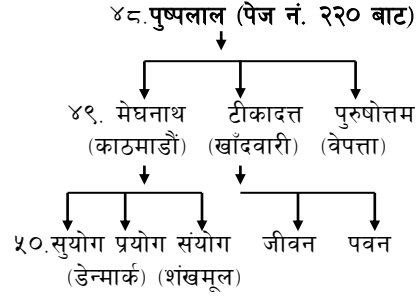 ४८.पुष्पलाल (पेज नं. २२० बाट)
४९. मेघनाथ टीकादत्त पुरुषोत्तम
(काठमाडौं) (खाँदवारी) (वेपत्ता)
५०.सुयोग प्रयोग संयोग जीवन पवन
(डेन्मार्क) (शंखमूल)